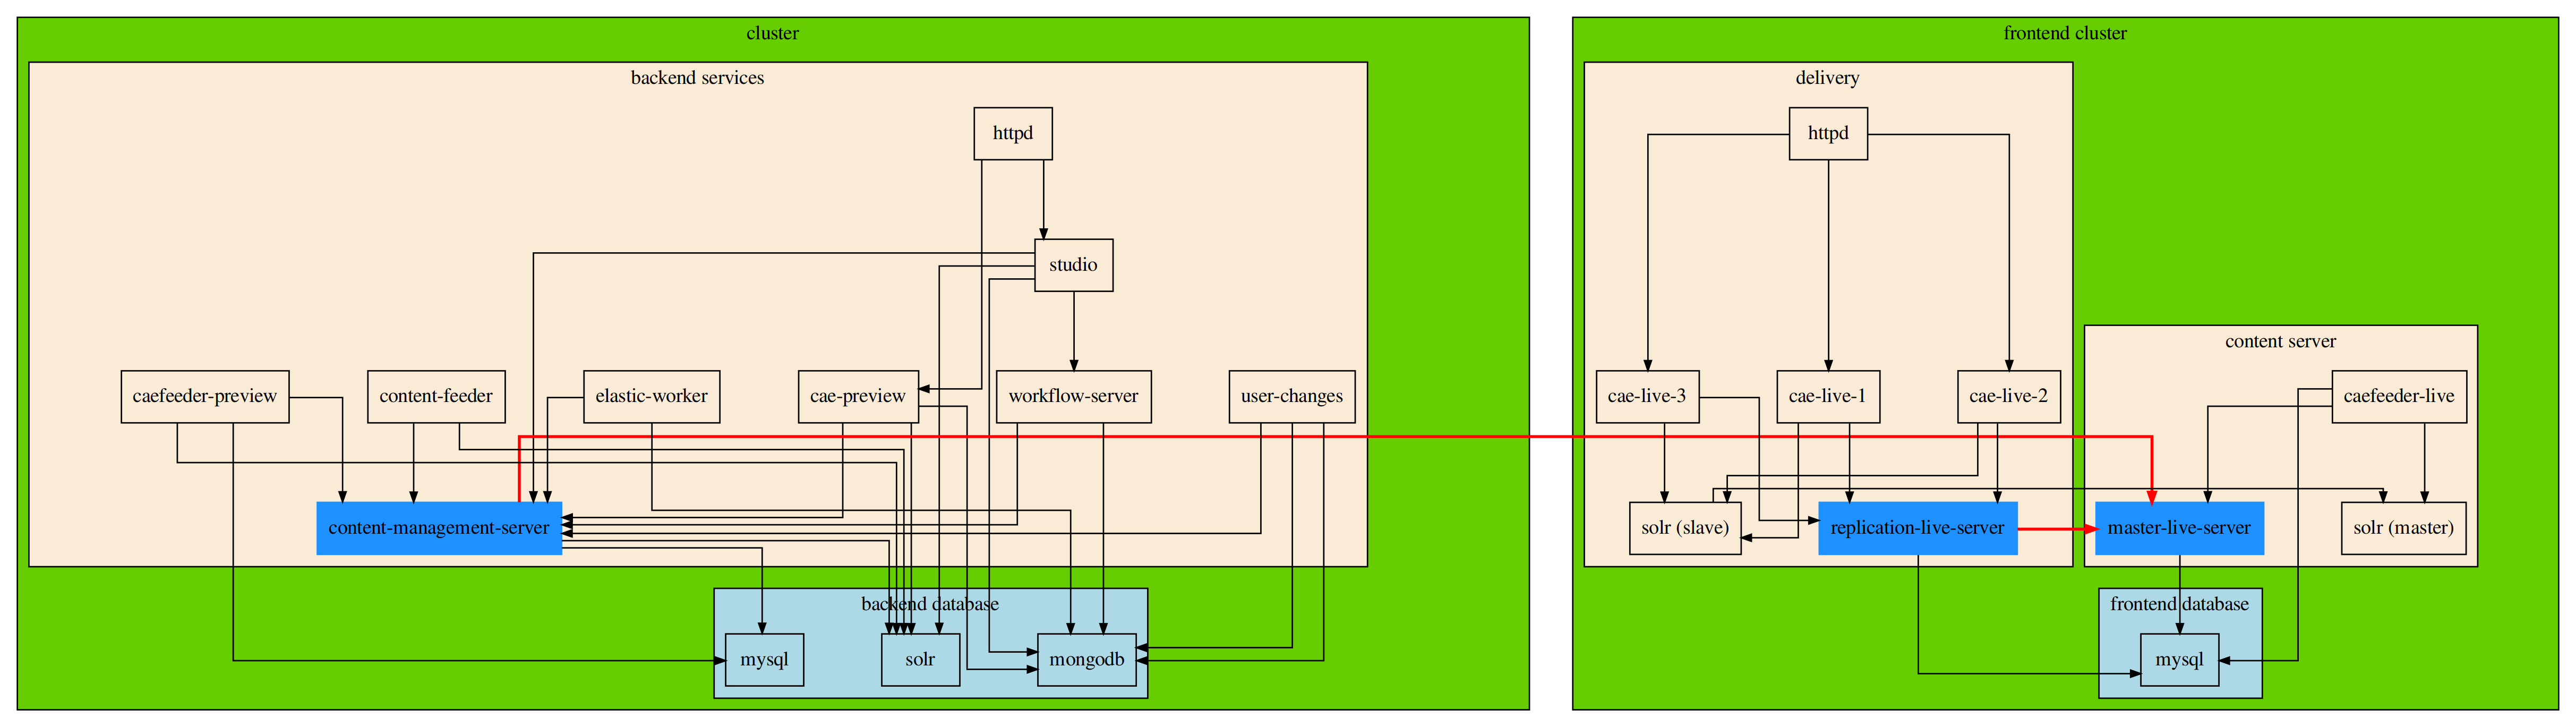 cluster
backend services
httpd
studio
caefeeder-preview
content-feeder
elastic-worker
cae-preview
workflow-server
user-changes
content-management-server
backend database
mysql
solr
mongodb
frontend cluster
delivery
httpd
content server
cae-live-3
cae-live-1
cae-live-2
caefeeder-live
solr (slave)
replication-live-server
master-live-server
solr (master)
frontend database
mysql